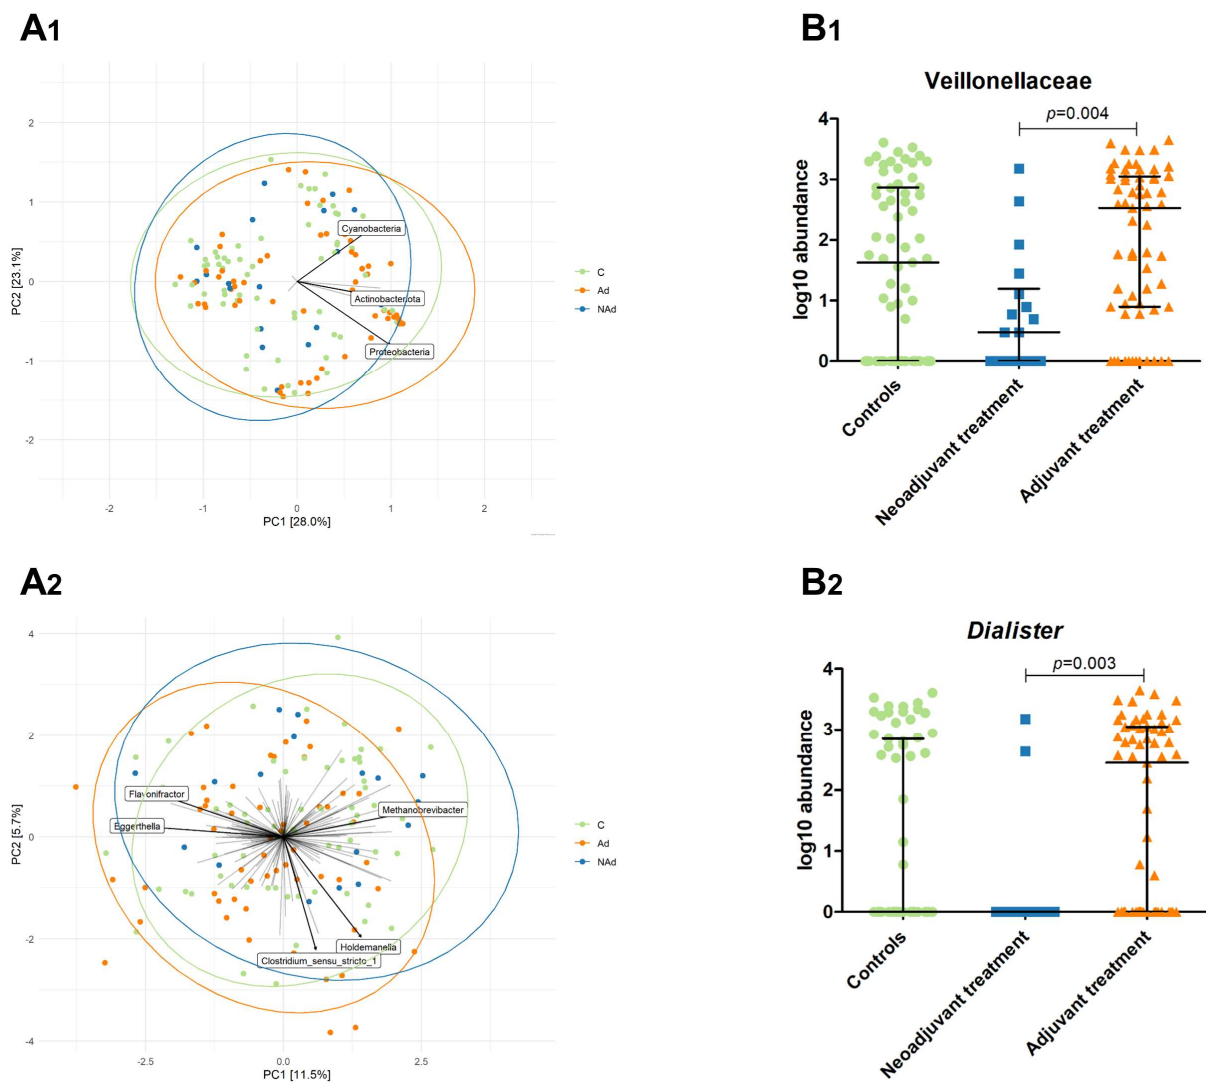 A1
B1
2
1
0
-1
-2
PC2 [23.1%]
Cyanobacteria
Actinobacteriota
Proteobacteria
-2
-1
0
1
2
PC1 [28.0%]
C
Ad
NAd
Veillonellaceae
p=0.004
4
3
2
1
0
log10 abundance
Controls
Neoadjuvant treatment
Adjuvant treatment
A2
B2
4
2
0
-2
-4
PC2 [5.7%]
Flavonifractor
Eggerthella
Methanobrevibacter
Holdemanella
Clostridium_sensu_stricto_1
-2.5
0.0
2.5
PC1 [11.5%]
C
Ad
NAd
Dialister
p=0.003
4
3
2
1
0
log10 abundance
Controls
Neoadjuvant treatment
Adjuvant treatment